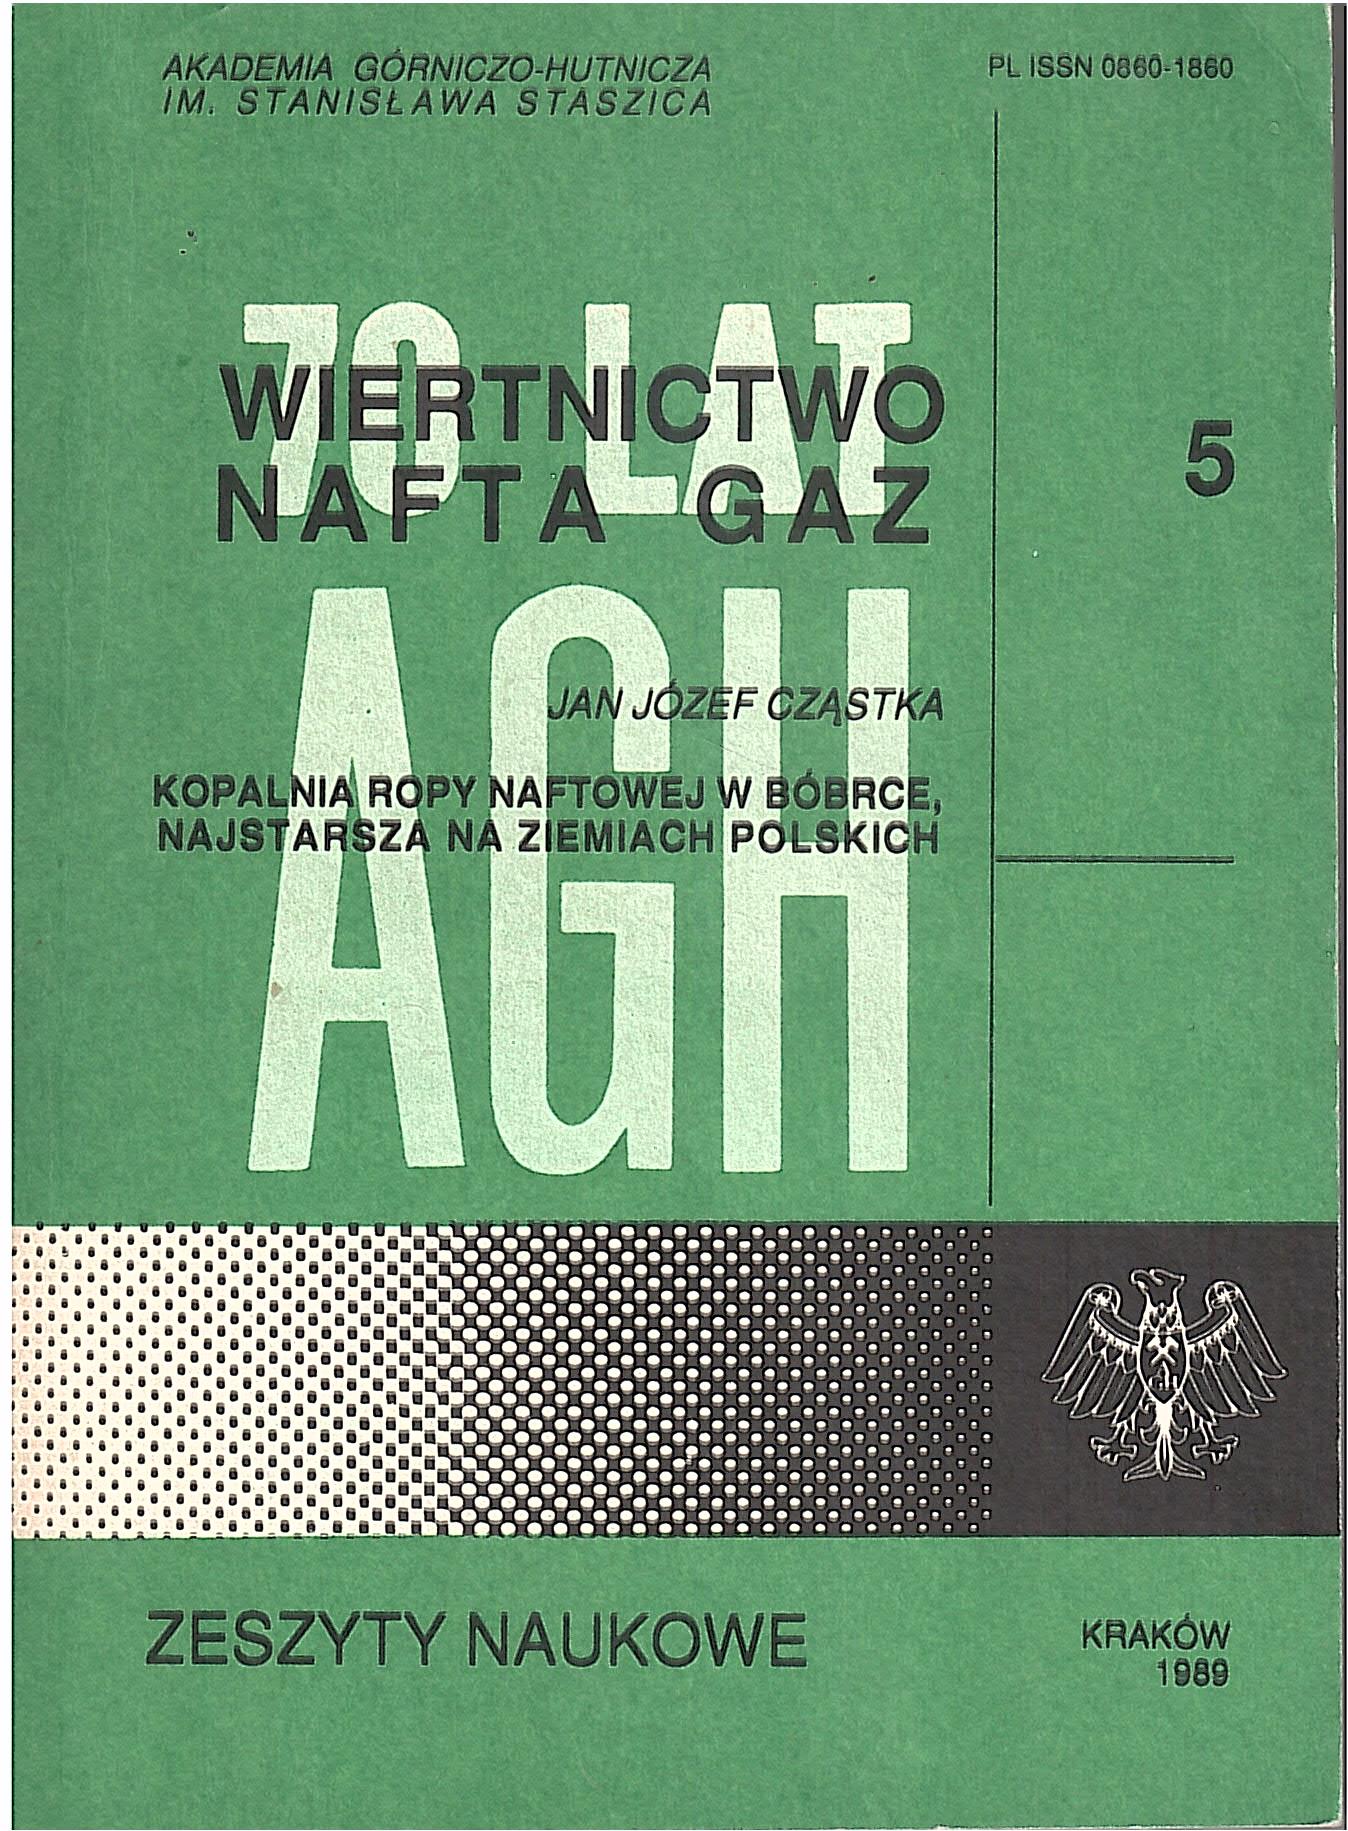 AKADEMIA GÓRNICZO-HUTNICZA
IM. STANISŁAWA STASZICA
PL ISSN 0860-1860
70 LAT
WIERTNICTWO
NAFTA GAZ
5
AGH
JAN JÓZEF CZĄSTKA
KOPALNIA ROPY NAFTOWEJ W BÓBRCE,
NAJSTARSZA NA ZIEMIACH POLSKICH
ZESZYTY NAUKOWE
KRAKÓW
1989